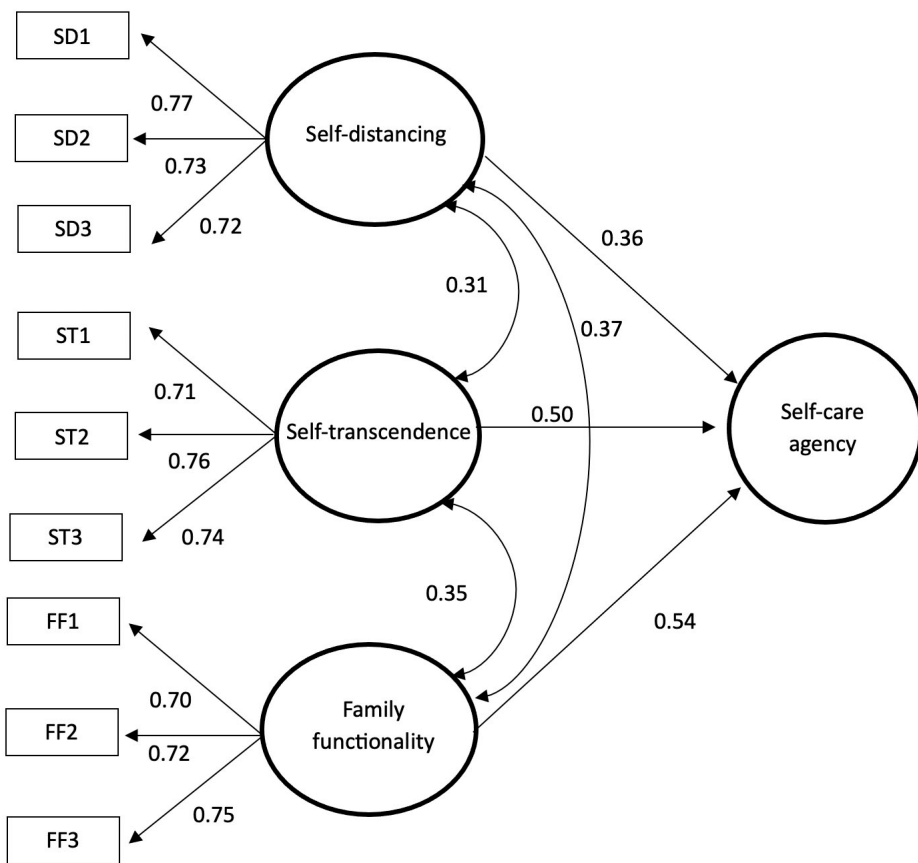 SD1
0.77
SD2
0.73
SD3
0.72
Self-distancing
0.36
0.31
0.37
ST1
0.71
ST2
0.76
ST3
0.74
Self-transcendence
0.50
Self-care
agency
0.35
0.54
FF1
0.70
FF2
0.72
FF3
0.75
Family
functionality